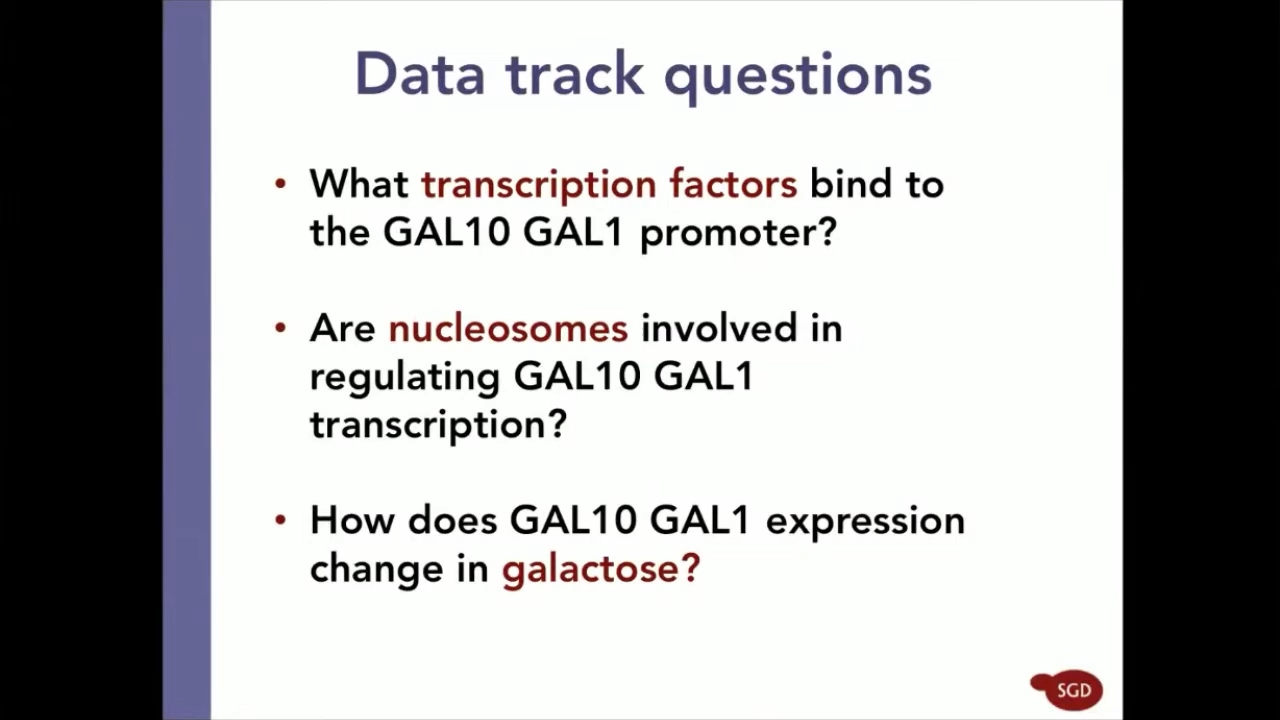 Data track questions
• What transcription factors bind to
the GAL10 GAL1 promoter?
• Are nucleosomes involved in
regulating GAL10 GAL1
transcription?
• How does GAL10 GAL1 expression
change in galactose?
SGD